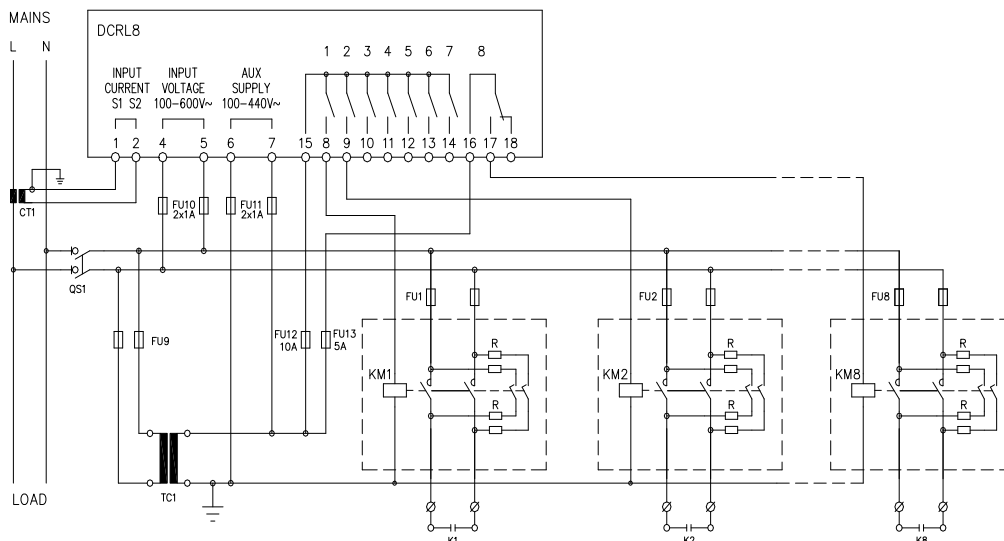 MAINS
L N
DCRL8
1 2 3 4 5 6 7 8
INPUT CURRENT
S1 S2
INPUT VOLTAGE
100-600V~
AUX SUPPLY
100-440V~
1 2 4 5 6 7 15 8 9 10 11 12 13 14 16 17 18
CT1
FU10
2x1A
FU11
2x1A
QS1
FU1
FU2
FU8
FU9
FU12
10A
FU13
5A
KM1
R
R
KM2
R
R
KM8
R
R
LOAD
TC1
K1
K2
K8